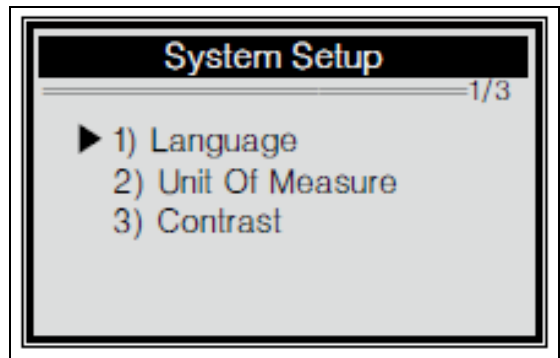 System Setup
1/3
1) Language
2) Unit Of Measure
3) Contrast